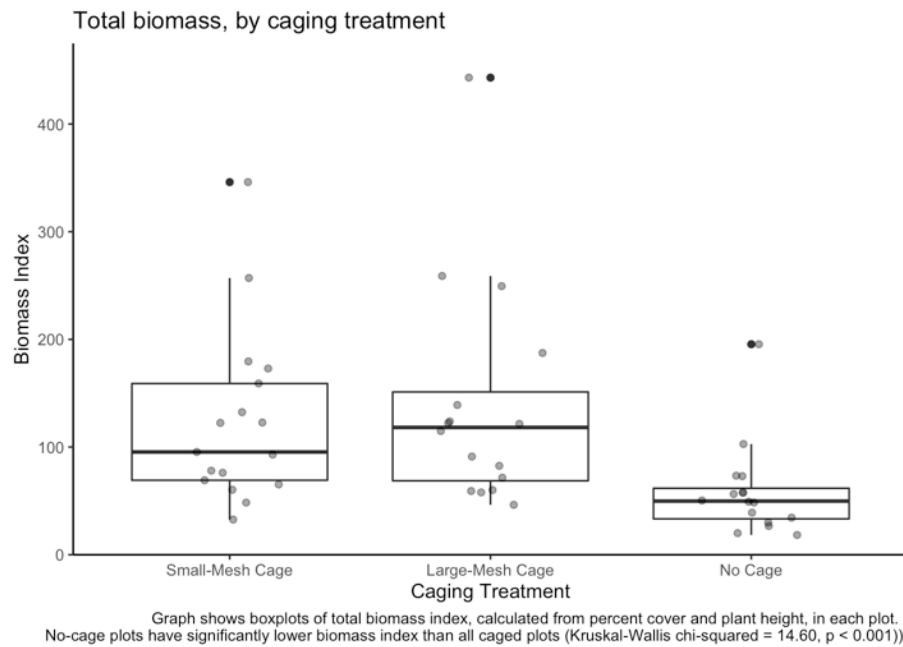 Total biomass, by caging treatment
400
300
200
100
0
Biomass Index
Small-Mesh Cage
Large-Mesh Cage
No Cage
Caging Treatment
Graph shows boxplots of total biomass index, calculated from percent cover and plant height, in each plot.
No-cage plots have significantly lower biomass index than all caged plots (Kruskal-Wallis chi-squared = 14.60, p < 0.001))